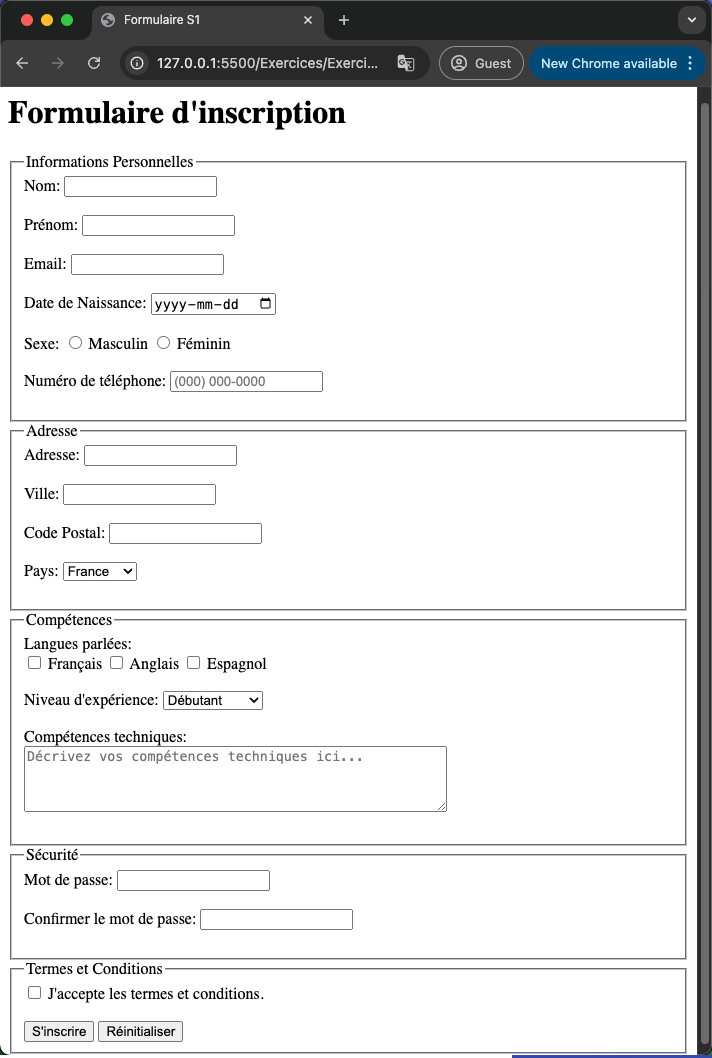 Formulaire S1
127.0.0.1:5500/Exercices/Exerci...
Guest
New Chrome available
Formulaire d'inscription
Informations Personnelles
Nom:
Prénom:
Email:
Date de Naissance: yyyy-mm-dd
Sexe: Masculin Féminin
Numéro de téléphone: (000) 000-0000
Adresse
Adresse:
Ville:
Code Postal:
Pays: France
Compétences
Langues parlées:
Français Anglais Espagnol
Niveau d'expérience: Débutant
Compétences techniques:
Décrivez vos compétences techniques ici...
Sécurité
Mot de passe:
Confirmer le mot de passe:
Termes et Conditions
J'accepte les termes et conditions.
S'inscrire Réinitialiser